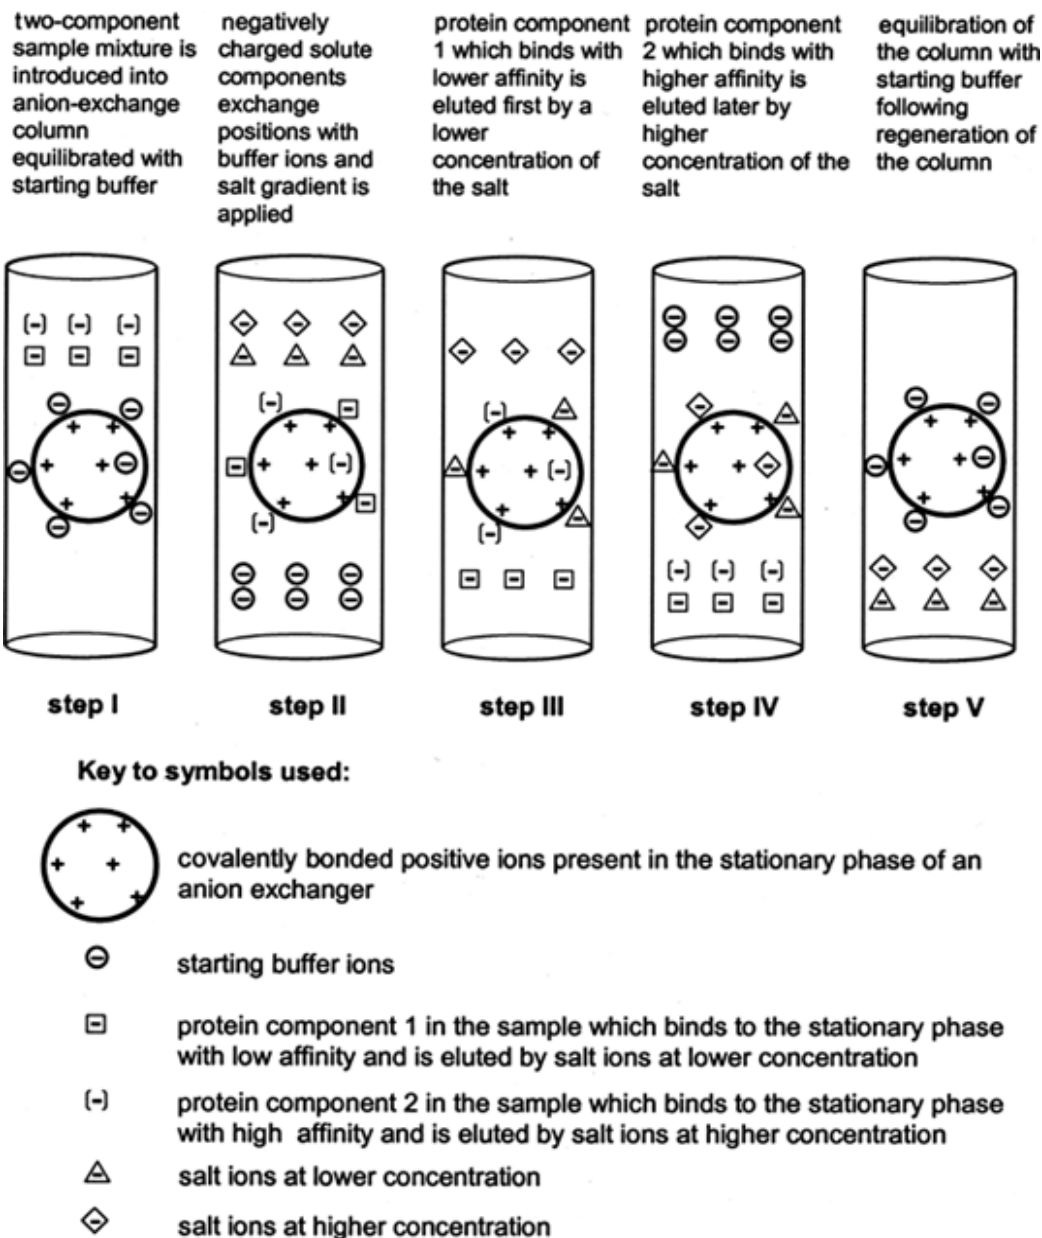 two-component
sample mixture is
introduced into
anion-exchange
column
equilibrated with
starting buffer
negatively
charged solute
components
exchange
positions with
buffer ions and
salt gradient is
applied
protein component
1 which binds with
lower affinity is
eluted first by a
lower
concentration of
the salt
protein component
2 which binds with
higher affinity is
eluted later by
higher
concentration of the
salt
equilibration of
the column with
starting buffer
following
regeneration of
the column
step I
step II
step III
step IV
step V
Key to symbols used:
covalently bonded positive ions present in the stationary phase of an
anion exchanger
starting buffer ions
protein component 1 in the sample which binds to the stationary phase
with low affinity and is eluted by salt ions at lower concentration
protein component 2 in the sample which binds to the stationary phase
with high affinity and is eluted by salt ions at higher concentration
salt ions at lower concentration
salt ions at higher concentration